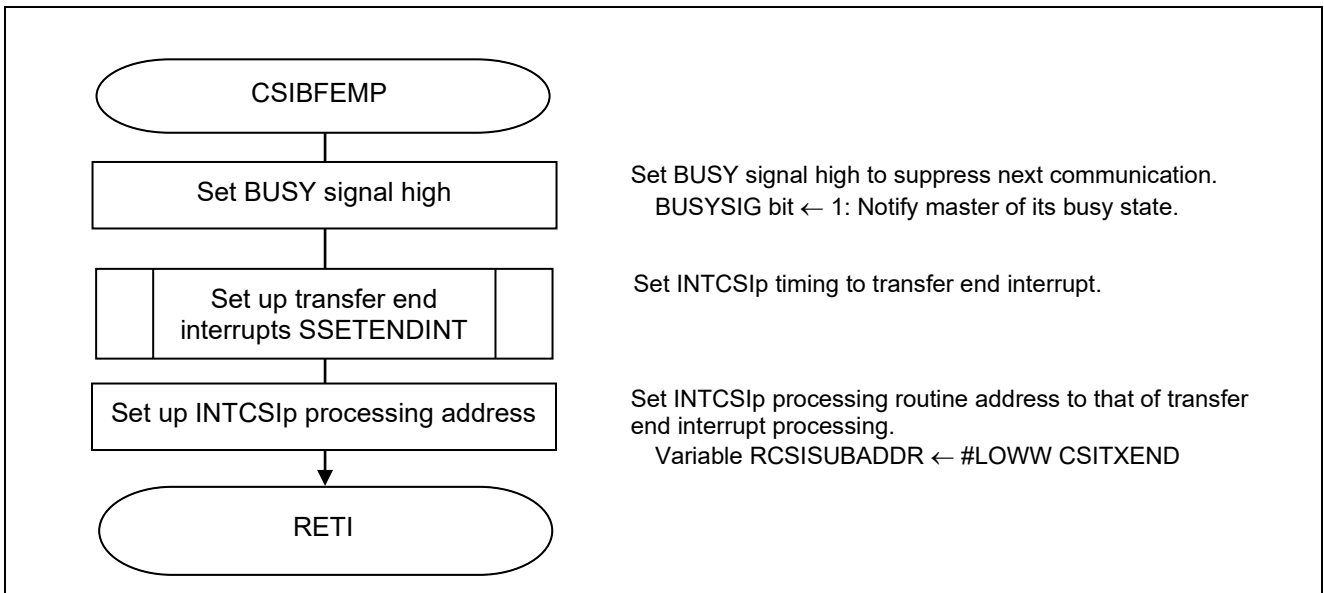 CSIBFEMP
Set BUSY signal high
Set BUSY signal high to suppress next communication.
BUSYSIG bit ← 1: Notify master of its busy state.
Set up transfer end
interrupts SSETENDINT
Set INTCSIp timing to transfer end interrupt.
Set up INTCSIp processing address
Set INTCSIp processing routine address to that of transfer
end interrupt processing.
Variable RCSISUBADDR ← #LOWW CSITXEND
RETI